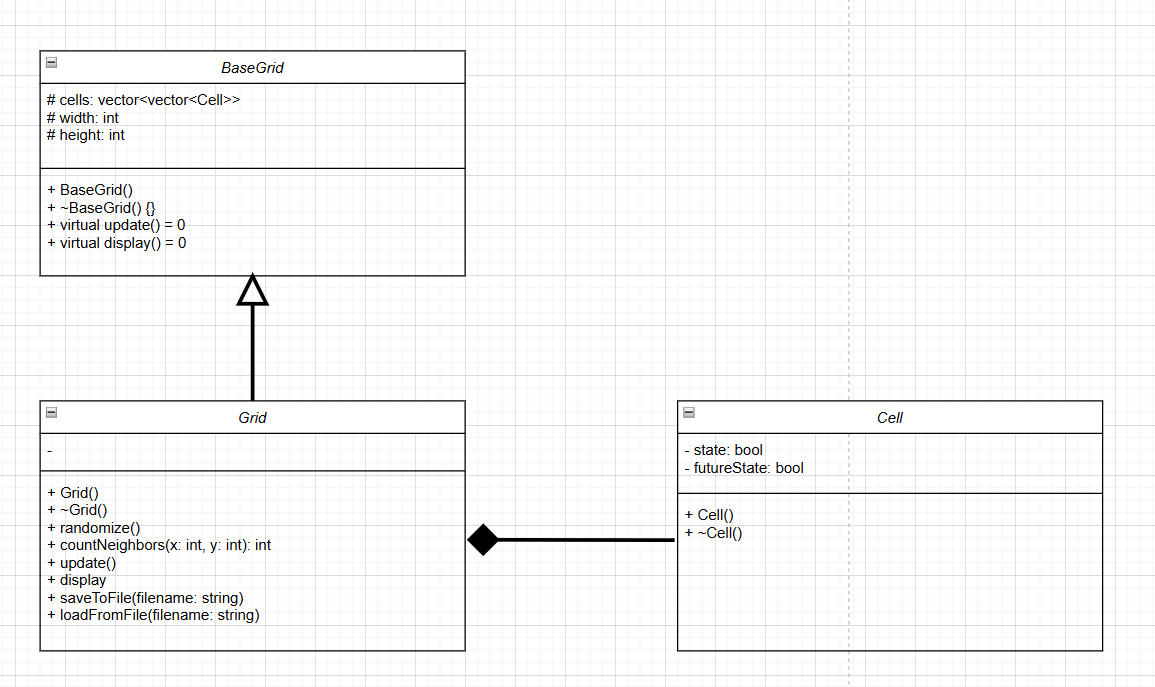 BaseGrid
# cells: vector<vector<Cell>>
# width: int
# height: int
+ BaseGrid()
+ ~BaseGrid() {}
+ virtual update() = 0
+ virtual display() = 0
Grid
-
+ Grid()
+ ~Grid()
+ randomize()
+ countNeighbors(x: int, y: int): int
+ update()
+ display
+ saveToFile(filename: string)
+ loadFromFile(filename: string)
Cell
- state: bool
- futureState: bool
+ Cell()
+ ~Cell()